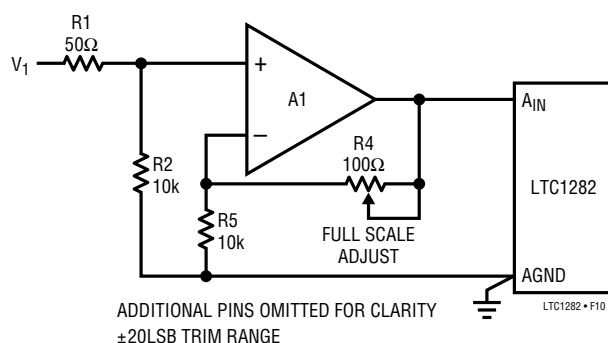 R1
50Ω
V1
+
A1
−
R2
10k
R4
100Ω
R5
10k
FULL SCALE
ADJUST
AIN
LTC1282
AGND
ADDITIONAL PINS OMITTED FOR CLARITY
±20LSB TRIM RANGE
LTC1282 • F10